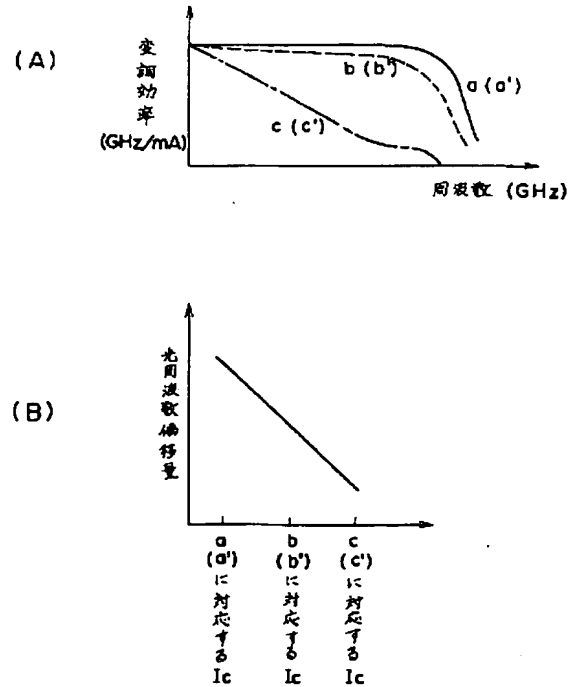 (A)
変調効率
(GHz/mA)
a (a')
b (b')
c (c')
周波数 (GHz)
(B)
光周波数偏移量
a
(a')
に対応する
Ic
b
(b')
に対応する
Ic
c
(c')
に対応する
Ic